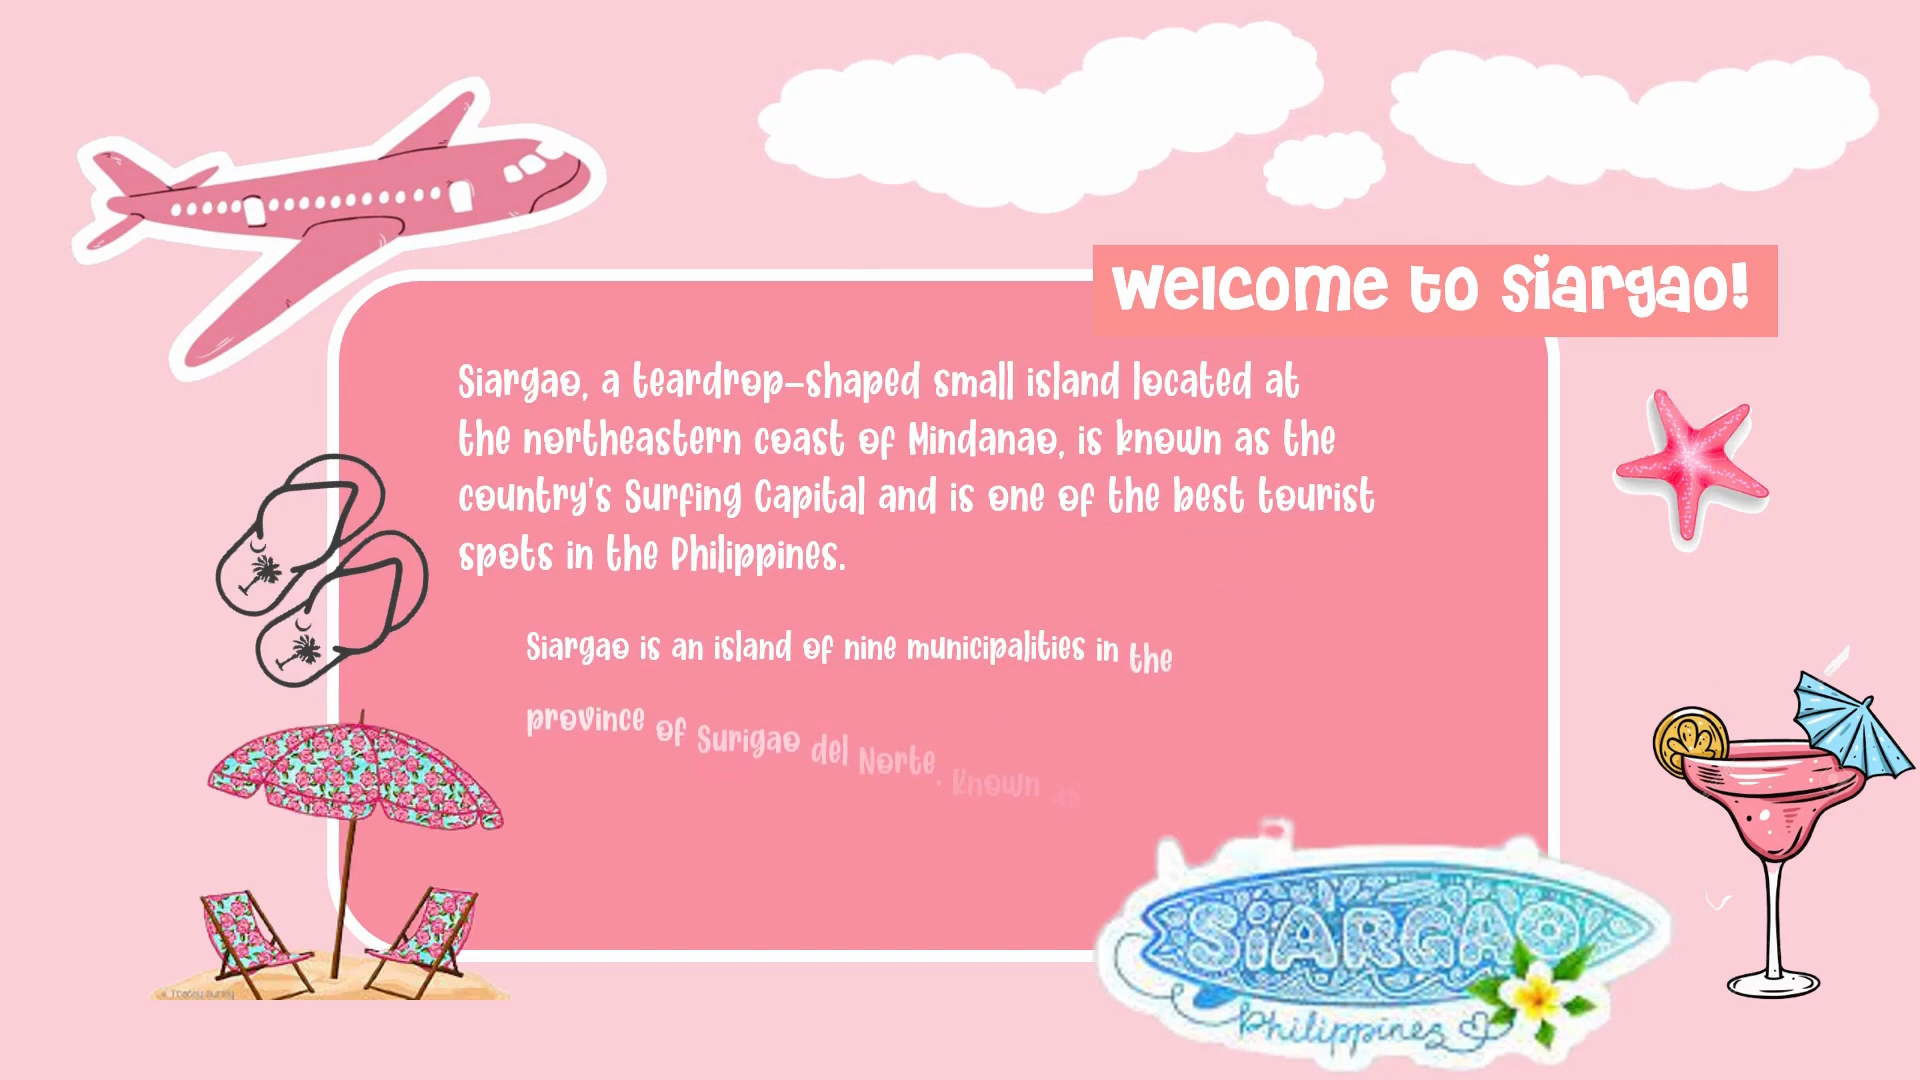 Welcome to Siargao!
Siargao, a teardrop-shaped small island located at
the northeastern coast of Mindanao, is known as the
country's Surfing Capital and is one of the best tourist
spots in the Philippines.
Siargao is an island of nine municipalities in the
province of Surigao del Norte. Known as
SiARGAO
Philippines